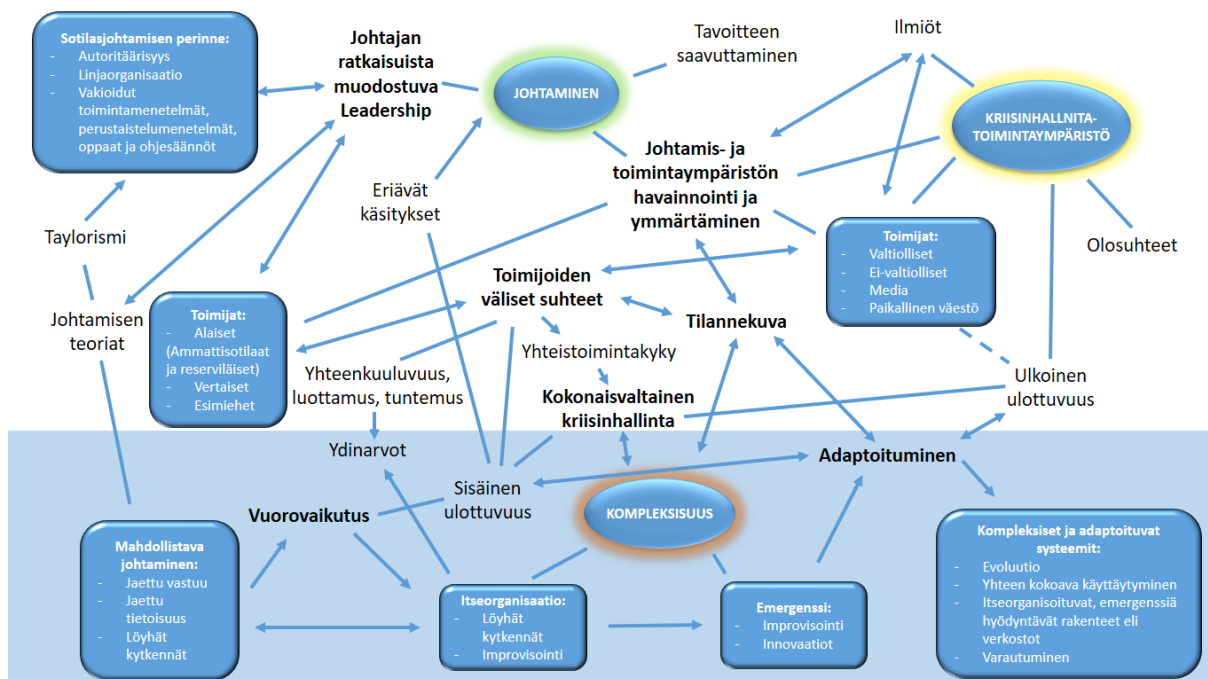 Sotilasjohtamisen perinne:
- Autoritäärisyys
- Linjaorganisaatio
- Vakioidut
toimintamenetelmät,
perustaistelumenetelmät,
oppaat ja ohjesäännöt
Johtajan
ratkaisuista
muodostuva
Leadership
JOHTAMINEN
Tavoitteen
saavuttaminen
Ilmiöt
KRIISINHALLNITA-
TOIMINTAYMPÄRISTÖ
Johtamis- ja
toimintaympäristön
havainnointi ja
ymmärtäminen
Eriävät
käsitykset
Taylorismi
Olosuhteet
Toimijat:
- Valtiolliset
- Ei-valtiolliset
- Media
- Paikallinen väestö
Toimijoiden
väliset suhteet
Tilannekuva
Johtamisen
teoriat
Toimijat:
- Alaiset
(Ammattisotilaat
ja reserviläiset)
- Vertaiset
- Esimiehet
Yhteistoimintakyky
Yhteenkuuluvuus,
luottamus, tuntemus
Kokonaisvaltainen
kriisinhallinta
Ulkoinen
ulottuvuus
Ydinarvot
Adaptoituminen
Sisäinen
ulottuvuus
Vuorovaikutus
KOMPLEKSISUUS
Mahdollistava
johtaminen:
- Jaettu vastuu
- Jaettu
tietoisuus
- Löyhät
kytkennät
Itseorganisaatio:
- Löyhät
kytkennät
- Improvisointi
Emergenssi:
- Improvisointi
- Innovaatiot
Kompleksiset ja adaptoituvat
systeemit:
- Evoluutio
- Yhteen kokoava käyttäytyminen
- Itseorganisoituvat, emergenssiä
hyödyntävät rakenteet eli
verkostot
- Varautuminen